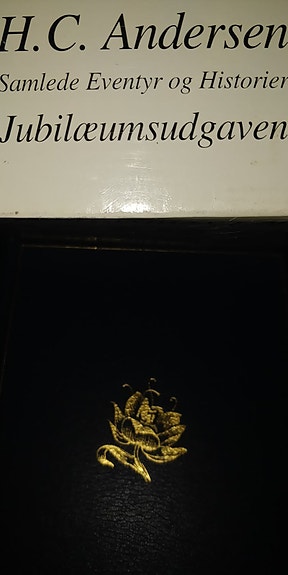 H.C. Andersen
Samlede Eventyr og Historier
Jubilæumsudgaven